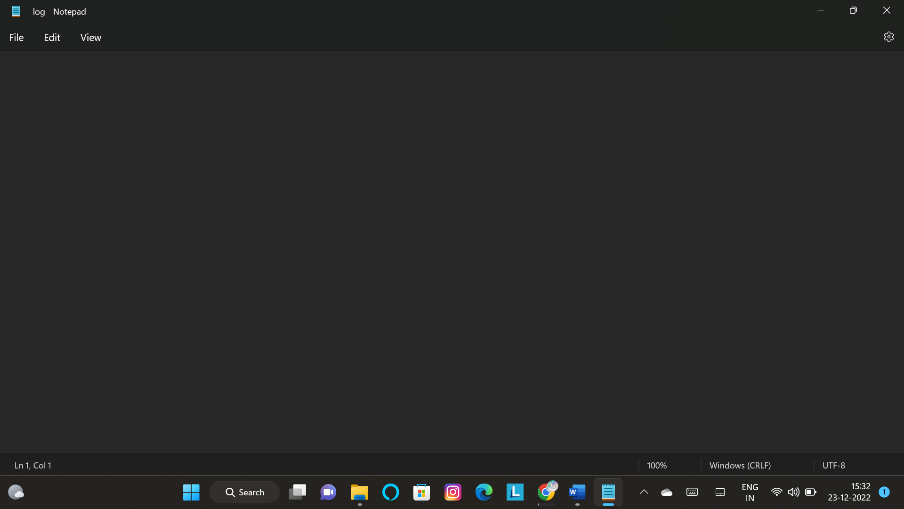 log Notepad
File Edit View
Ln 1, Col 1 100% Windows (CRLF) UTF-8
Search L W ENG 15:32
IN 23-12-2022 1